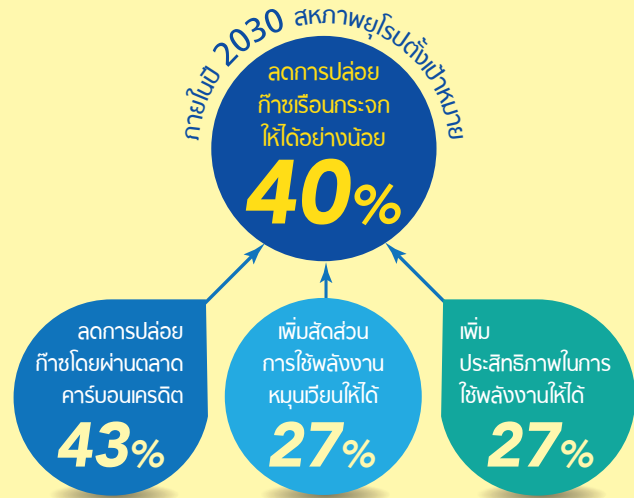 ภายในปี 2030 สหภาพยุโรปตั้งเป้าหมาย
ลดการปล่อย
ก๊าซเรือนกระจก
ให้ได้อย่างน้อย
40%
ลดการปล่อย
ก๊าซโดยผ่านตลาด
คาร์บอนเครดิต
43%
เพิ่มสัดส่วน
การใช้พลังงาน
หมุนเวียนให้ได้
27%
เพิ่ม
ประสิทธิภาพในการ
ใช้พลังงานให้ได้
27%